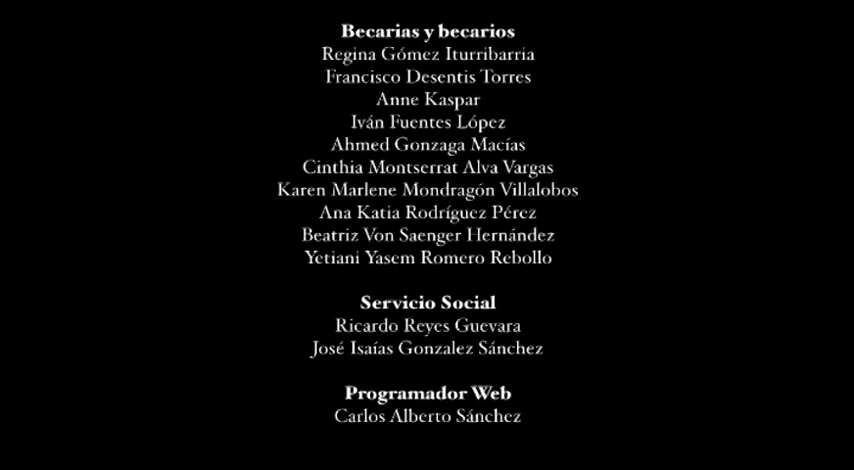 Becarias y becarios
Regina Gómez Iturribarria
Francisco Desentis Torres
Anne Kaspar
Iván Fuentes López
Ahmed Gonzaga Macías
Cinthia Montserrat Alva Vargas
Karen Marlene Mondragón Villalobos
Ana Katia Rodríguez Pérez
Beatriz Von Saenger Hernández
Yetiani Yasem Romero Rebollo
Servicio Social
Ricardo Reyes Guevara
José Isaías Gonzalez Sánchez
Programador Web
Carlos Alberto Sánchez